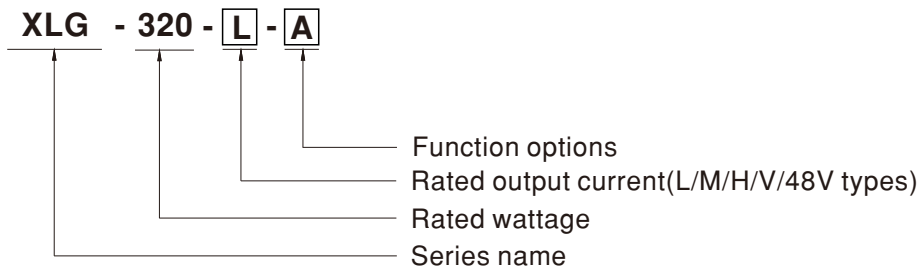 XLG - 320 - L - A
Function options
Rated output current(L/M/H/V/48V types)
Rated wattage
Series name